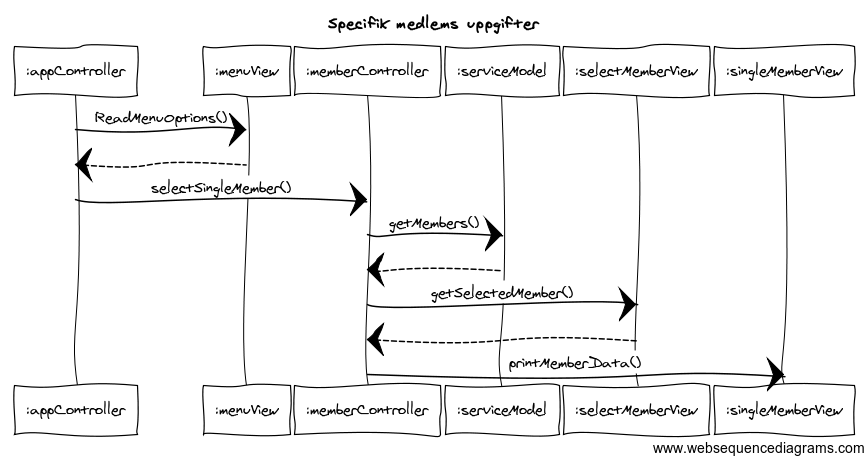 Specifik medlems uppgifter
:appController :menuView :memberController :serviceModel :selectMemberView :singleMemberView
ReadMenuOptions()
selectSingleMember()
getMembers()
getSelectedMember()
printMemberData()
:appController :menuView :memberController :serviceModel :selectMemberView :singleMemberView
www.websequencediagrams.com